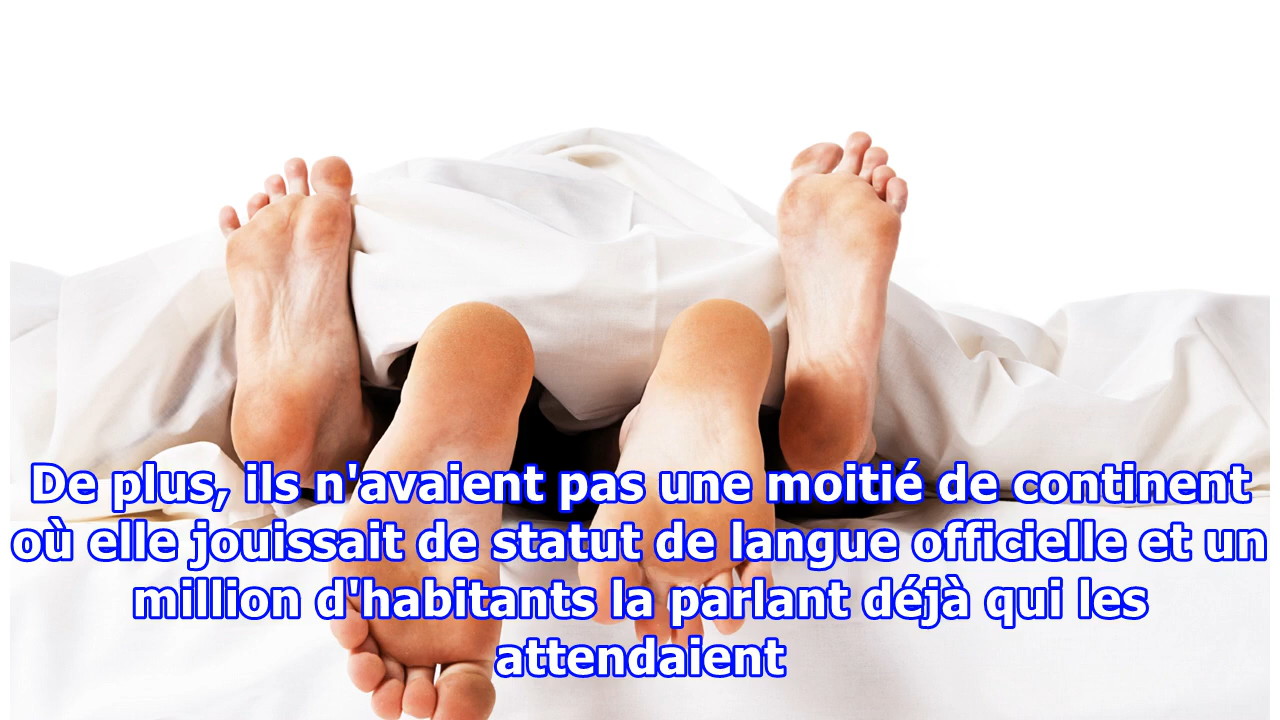 De plus, ils n'avaient pas une moitié de continent
où elle jouissait de statut de langue officielle et un
million d'habitants la parlant déjà qui les
attendaient